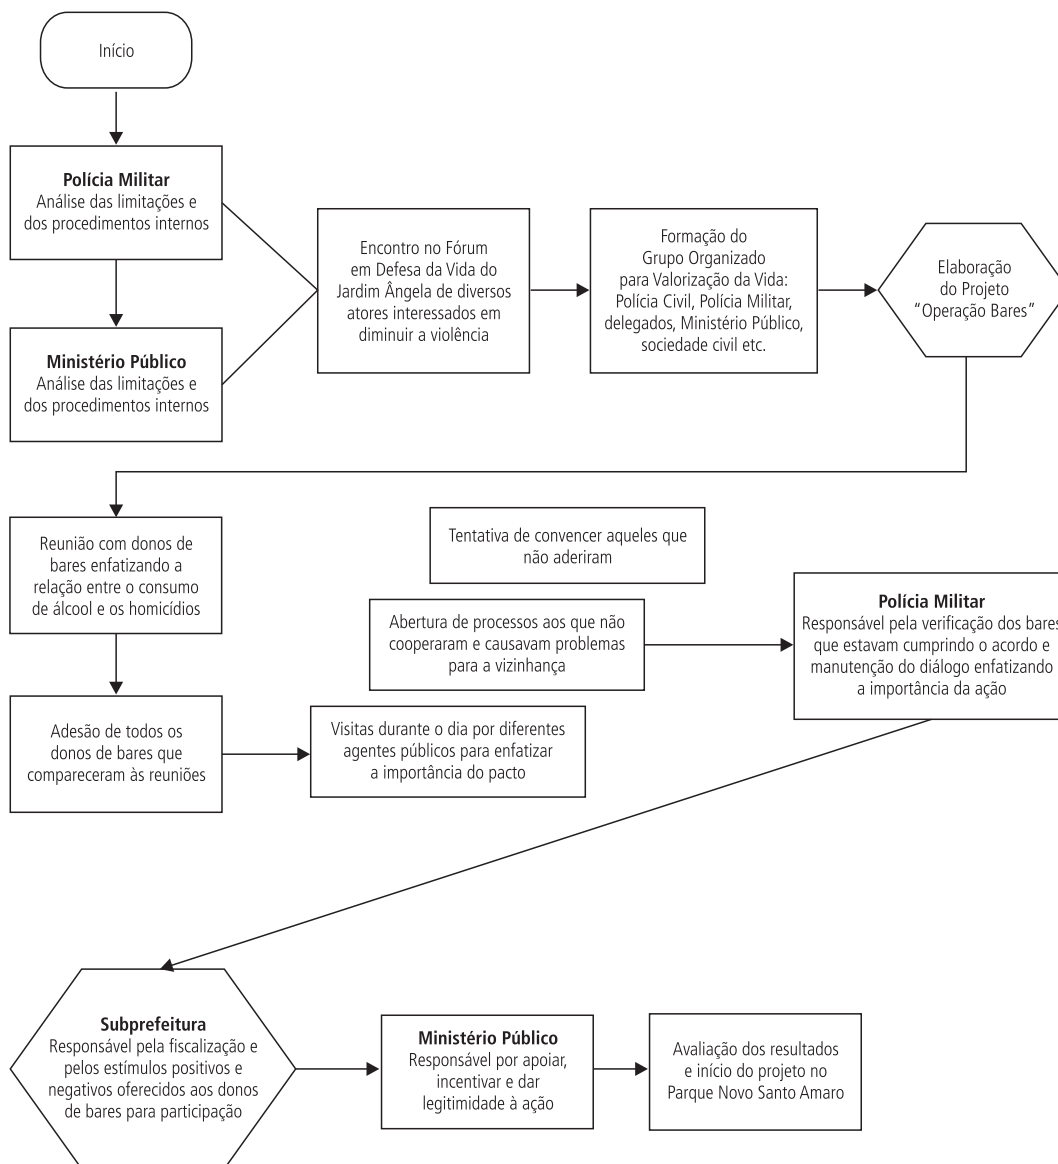 Início
Polícia Militar
Análise das limitações e
dos procedimentos internos
Ministério Público
Análise das limitações e
dos procedimentos internos
Encontro no Fórum
em Defesa da Vida do
Jardim Ângela de diversos
atores interessados em
diminuir a violência
Formação do
Grupo Organizado
para Valorização da Vida:
Polícia Civil, Polícia Militar,
delegados, Ministério Público,
sociedade civil etc.
Elaboração
do Projeto
“Operação Bares”
Reunião com donos de
bares enfatizando a
relação entre o consumo
de álcool e os homicídios
Adesão de todos os
donos de bares que
compareceram às reuniões
Tentativa de convencer aqueles que
não aderiram
Abertura de processos aos que não
cooperaram e causavam problemas
para a vizinhança
Visitas durante o dia por diferentes
agentes públicos para enfatizar
a importância do pacto
Polícia Militar
Responsável pela verificação dos bares
que estavam cumprindo o acordo e
manutenção do diálogo enfatizando
a importância da ação
Subprefeitura
Responsável pela fiscalização e
pelos estímulos positivos e
negativos oferecidos aos donos
de bares para participação
Ministério Público
Responsável por apoiar,
incentivar e dar
legitimidade à ação
Avaliação dos resultados
e início do projeto no
Parque Novo Santo Amaro